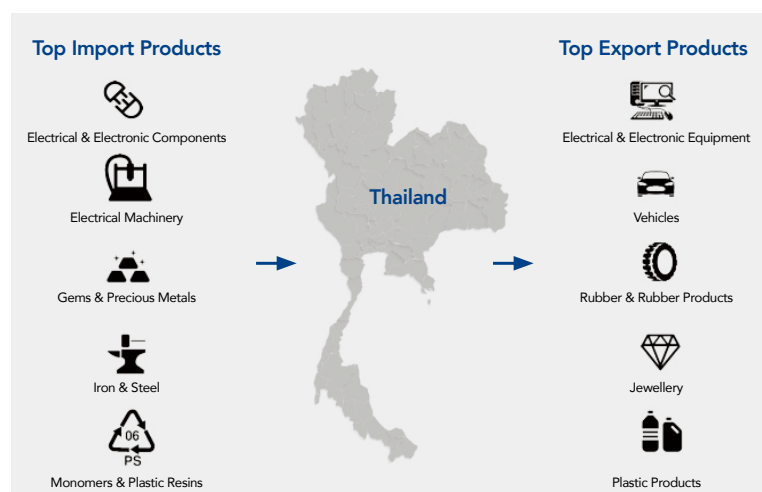 Top Import Products
Electrical & Electronic Components
Electrical Machinery
Gems & Precious Metals
Iron & Steel
06
PS
Monomers & Plastic Resins
Thailand
Top Export Products
Electrical & Electronic Equipment
Vehicles
Rubber & Rubber Products
Jewellery
Plastic Products